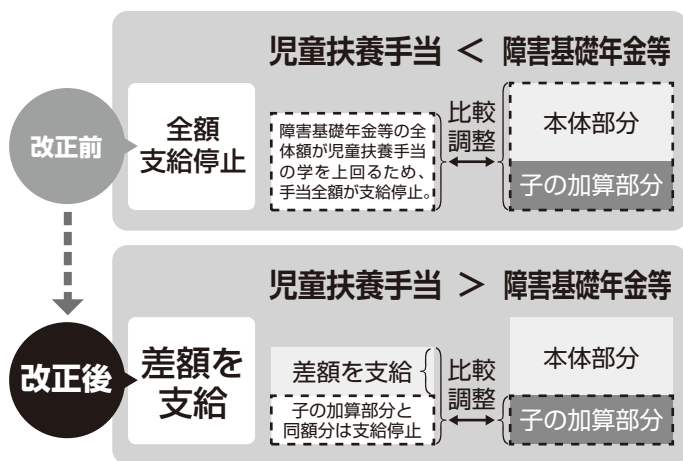 児童扶養手当 ＜ 障害基礎年金等
改正前
全額
支給停止
障害基礎年金等の全
体額が児童扶養手当
の学を上回るため、
手当全額が支給停止。
比較
調整
本体部分
子の加算部分
児童扶養手当 ＞ 障害基礎年金等
改正後
差額を
支給
差額を支給
子の加算部分と
同額分は支給停止
比較
調整
本体部分
子の加算部分